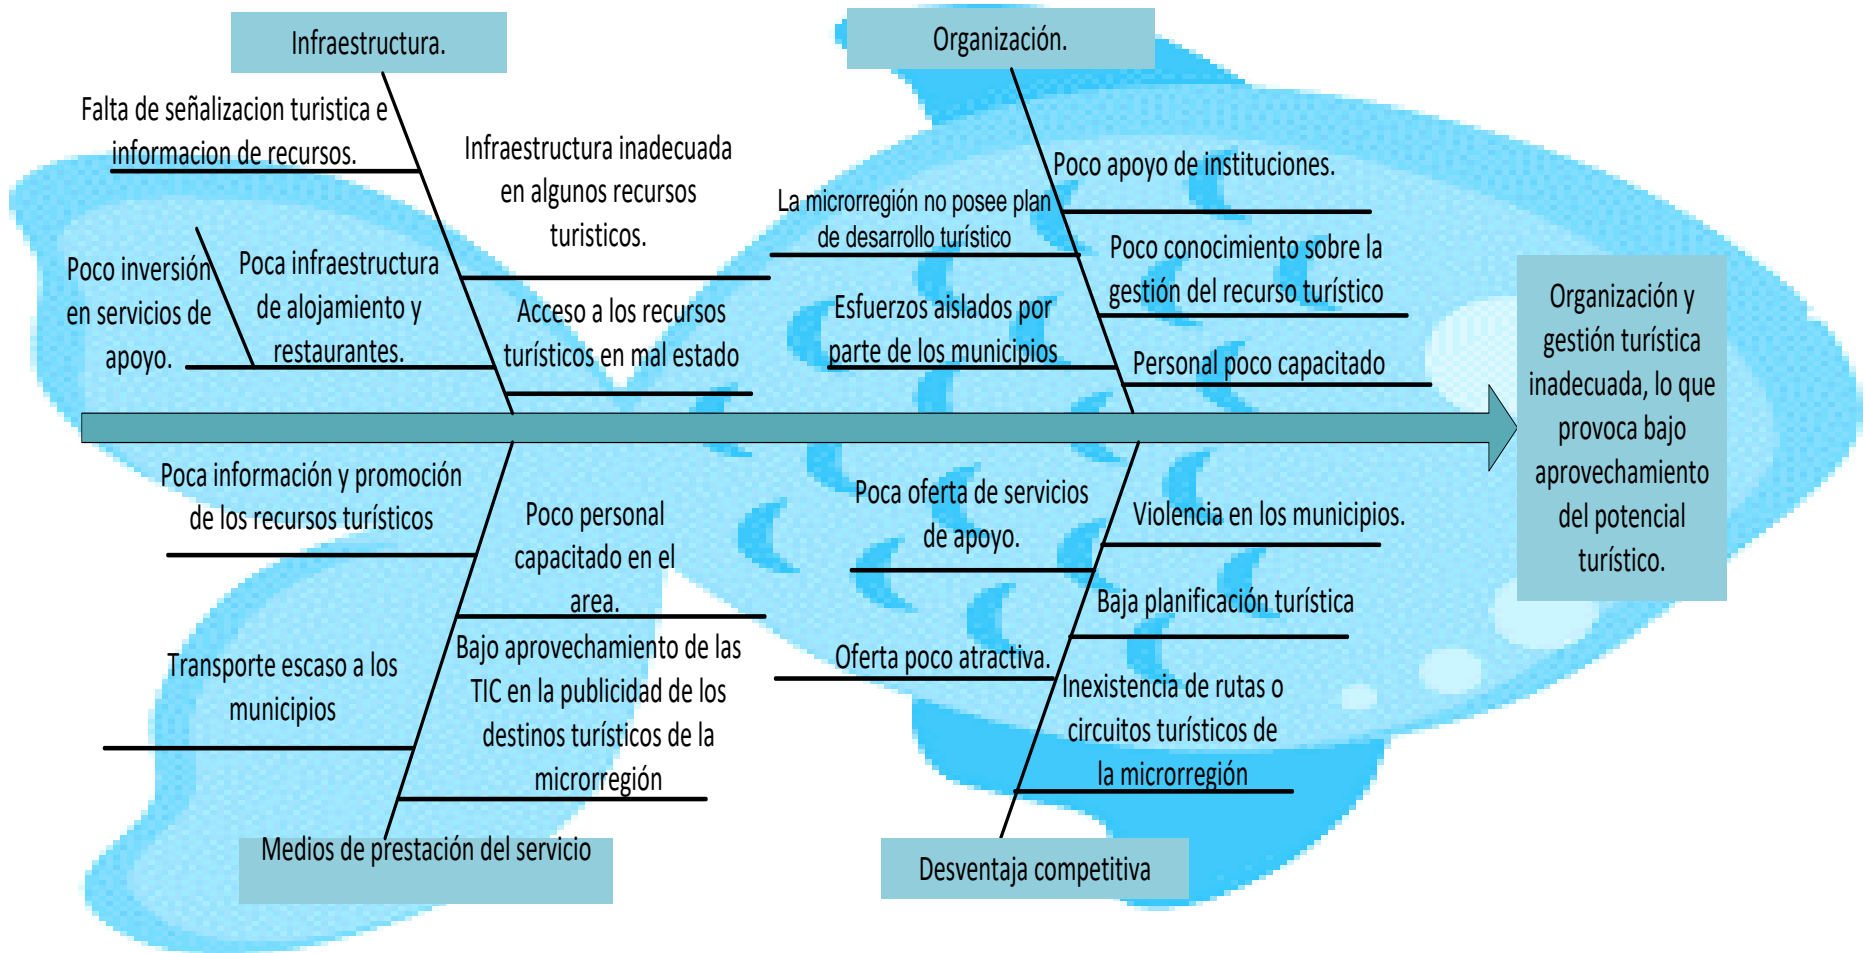 Infraestructura.
Organización.
Falta de señalizacion turistica e
informacion de recursos.
Infraestructura inadecuada
en algunos recursos
turisticos.
Poco inversión
en servicios de
apoyo.
Poca infraestructura
de alojamiento y
restaurantes.
Acceso a los recursos
turísticos en mal estado
La microrregión no posee plan
de desarrollo turístico
Esfuerzos aislados por
parte de los municipios
Poco apoyo de instituciones.
Poco conocimiento sobre la
gestión del recurso turístico
Personal poco capacitado
Organización y
gestión turística
inadecuada, lo que
provoca bajo
aprovechamiento
del potencial
turístico.
Poca información y promoción
de los recursos turísticos
Transporte escaso a los
municipios
Poco personal
capacitado en el
area.
Bajo aprovechamiento de las
TIC en la publicidad de los
destinos turísticos de la
microrregión
Poca oferta de servicios
de apoyo.
Oferta poco atractiva.
Violencia en los municipios.
Baja planificación turística
Inexistencia de rutas o
circuitos turísticos de
la microrregión
Medios de prestación del servicio
Desventaja competitiva